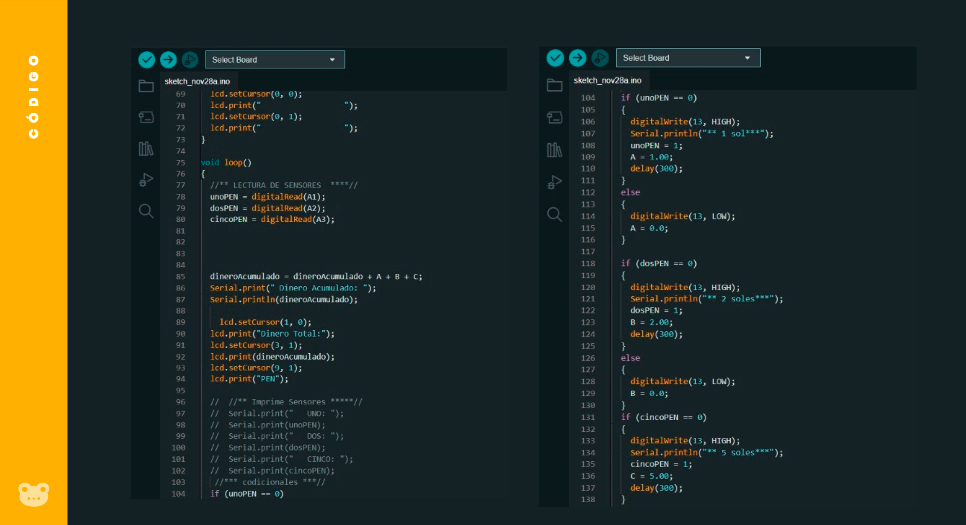 CÓDIGO
Select Board
sketch_nov28a.ino
69 lcd.setCursor(0, 0);
70 lcd.print("                  ");
71 lcd.setCursor(0, 1);
72 lcd.print("                  ");
73 }
74
75 void loop()
76 {
77 //** LECTURA DE SENSORES ****//
78 unoPEN = digitalRead(A1);
79 dosPEN = digitalRead(A2);
80 cincoPEN = digitalRead(A3);
81
82
83
84
85 dineroAcumulado = dineroAcumulado + A + B + C;
86 Serial.print(" Dinero Acumulado: ");
87 Serial.println(dineroAcumulado);
88
89 lcd.setCursor(1, 0);
90 lcd.print("Dinero Total:");
91 lcd.setCursor(3, 1);
92 lcd.print(dineroAcumulado);
93 lcd.setCursor(9, 1);
94 lcd.print("PEN");
95
96 // //** Imprime Sensores *****//
97 // Serial.print("   UNO: ");
98 // Serial.print(unoPEN);
99 // Serial.print("   DOS: ");
100 // Serial.print(dosPEN);
101 // Serial.print("   CINCO: ");
102 // Serial.print(cincoPEN);
103 //*** codicionales ***//
104 if (unoPEN == 0)
Select Board
sketch_nov28a.ino
104 if (unoPEN == 0)
105 {
106 digitalWrite(13, HIGH);
107 Serial.println("** 1 sol***");
108 unoPEN = 1;
109 A = 1.00;
110 delay(300);
111 }
112 else
113 {
114 digitalWrite(13, LOW);
115 A = 0.0;
116 }
117
118 if (dosPEN == 0)
119 {
120 digitalWrite(13, HIGH);
121 Serial.println("** 2 soles***");
122 dosPEN = 1;
123 B = 2.00;
124 delay(300);
125 }
126 else
127 {
128 digitalWrite(13, LOW);
129 B = 0.0;
130 }
131 if (cincoPEN == 0)
132 {
133 digitalWrite(13, HIGH);
134 Serial.println("** 5 soles***");
135 cincoPEN = 1;
136 C = 5.00;
137 delay(300);
138 }